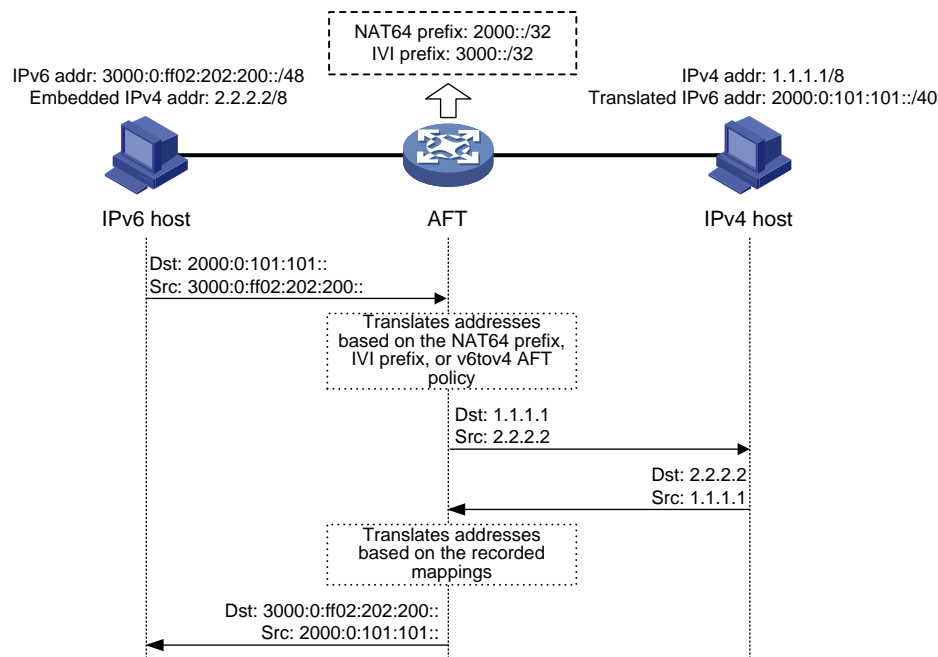 NAT64 prefix: 2000::/32
IVI prefix: 3000::/32
IPv6 addr: 3000:0:ff02:202:200::/48
Embedded IPv4 addr: 2.2.2.2/8
IPv4 addr: 1.1.1.1/8
Translated IPv6 addr: 2000:0:101:101::/40
IPv6 host
AFT
IPv4 host
Dst: 2000:0:101:101::
Src: 3000:0:ff02:202:200::
Translates addresses
based on the NAT64 prefix,
IVI prefix, or v6tov4 AFT
policy
Dst: 1.1.1.1
Src: 2.2.2.2
Dst: 2.2.2.2
Src: 1.1.1.1
Translates addresses
based on the recorded
mappings
Dst: 3000:0:ff02:202:200::
Src: 2000:0:101:101::